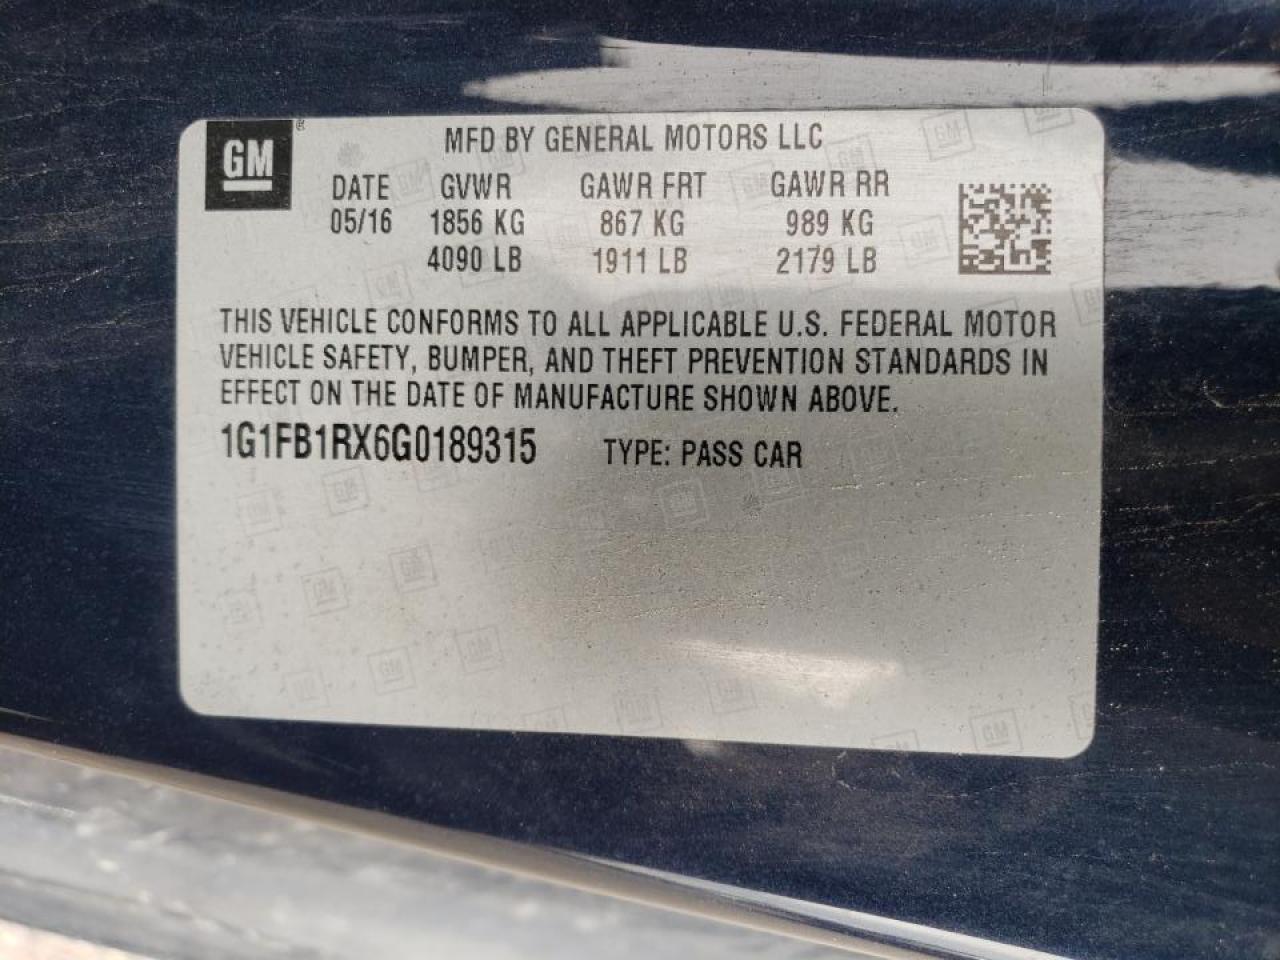 GM ®
MFD BY GENERAL MOTORS LLC
DATE GVWR GAWR FRT GAWR RR
05/16 1856 KG 867 KG 989 KG
4090 LB 1911 LB 2179 LB
THIS VEHICLE CONFORMS TO ALL APPLICABLE U.S. FEDERAL MOTOR
VEHICLE SAFETY, BUMPER, AND THEFT PREVENTION STANDARDS IN
EFFECT ON THE DATE OF MANUFACTURE SHOWN ABOVE.
1G1FB1RX6G0189315 TYPE: PASS CAR